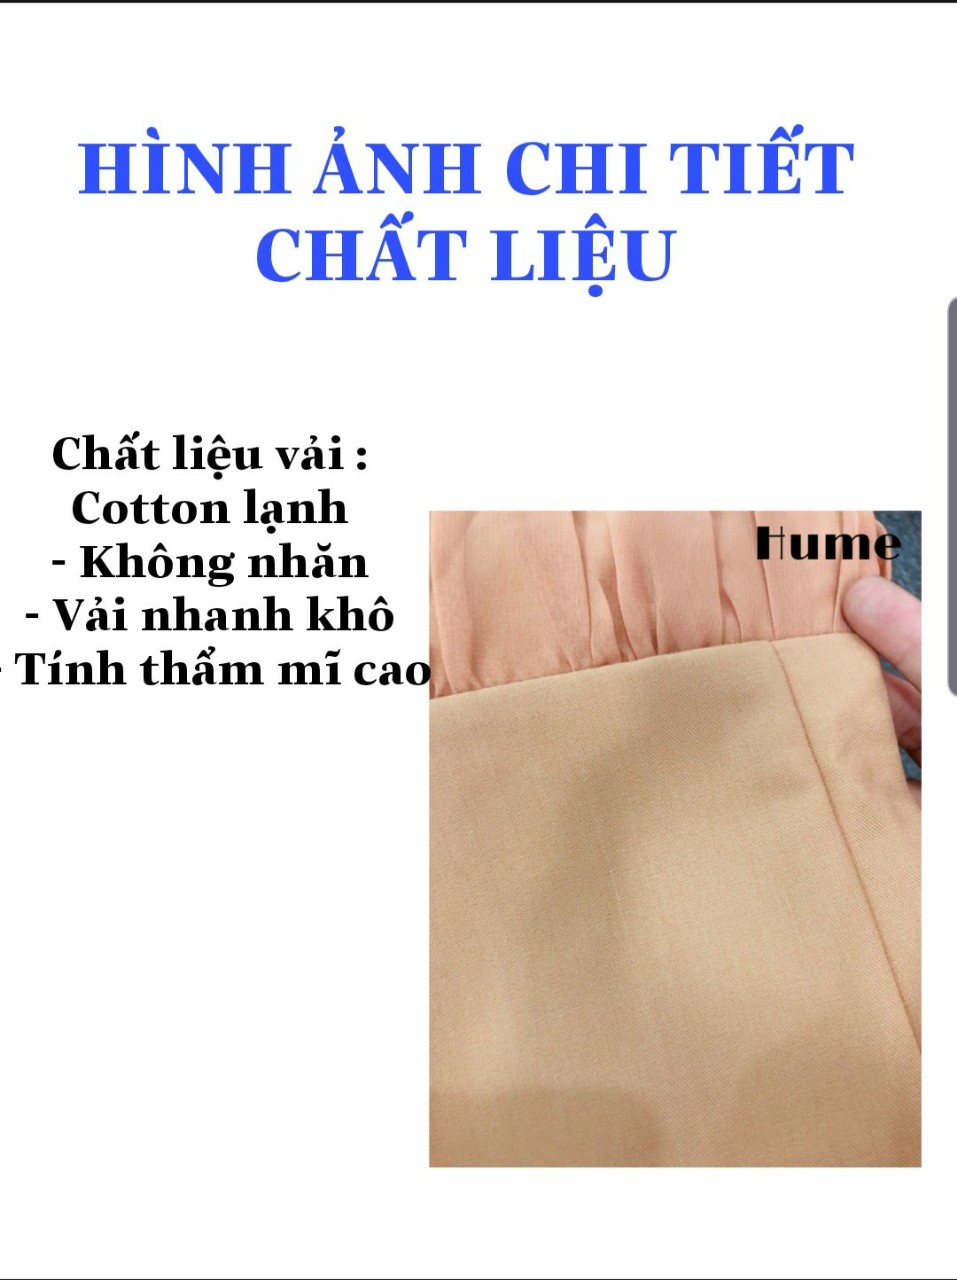 HÌNH ẢNH CHI TIẾT
CHẤT LIỆU
Chất liệu vải :
Cotton lạnh
- Không nhăn
- Vải nhanh khô
- Tính thẩm mĩ cao
Hume